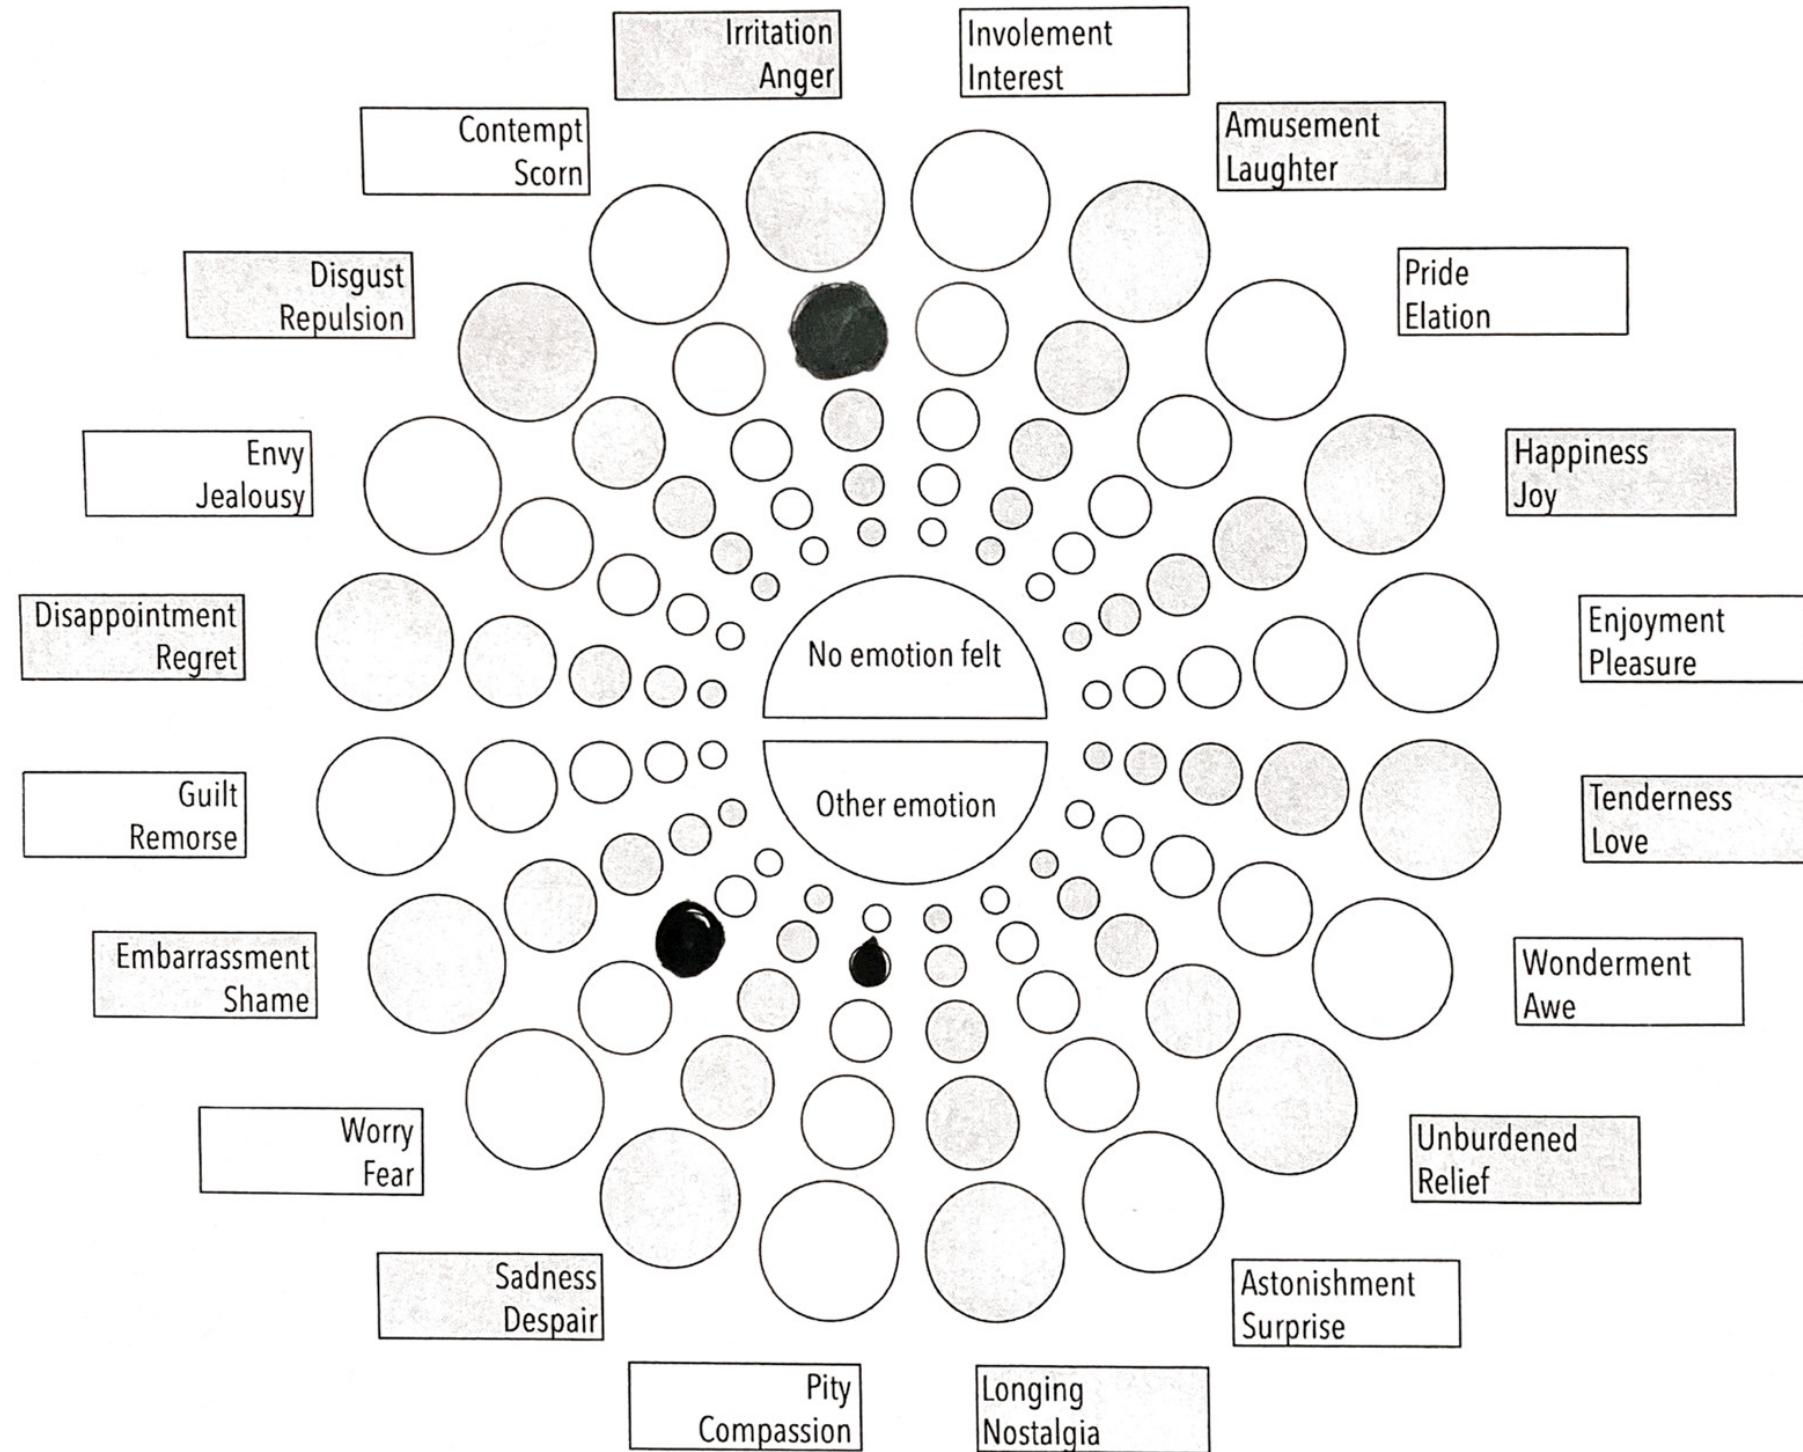 Irritation
Anger
Involement
Interest
Contempt
Scorn
Amusement
Laughter
Disgust
Repulsion
Pride
Elation
Envy
Jealousy
Happiness
Joy
Disappointment
Regret
No emotion felt
Enjoyment
Pleasure
Guilt
Remorse
Other emotion
Tenderness
Love
Embarrassment
Shame
Wonderment
Awe
Worry
Fear
Unburdened
Relief
Sadness
Despair
Astonishment
Surprise
Pity
Compassion
Longing
Nostalgia